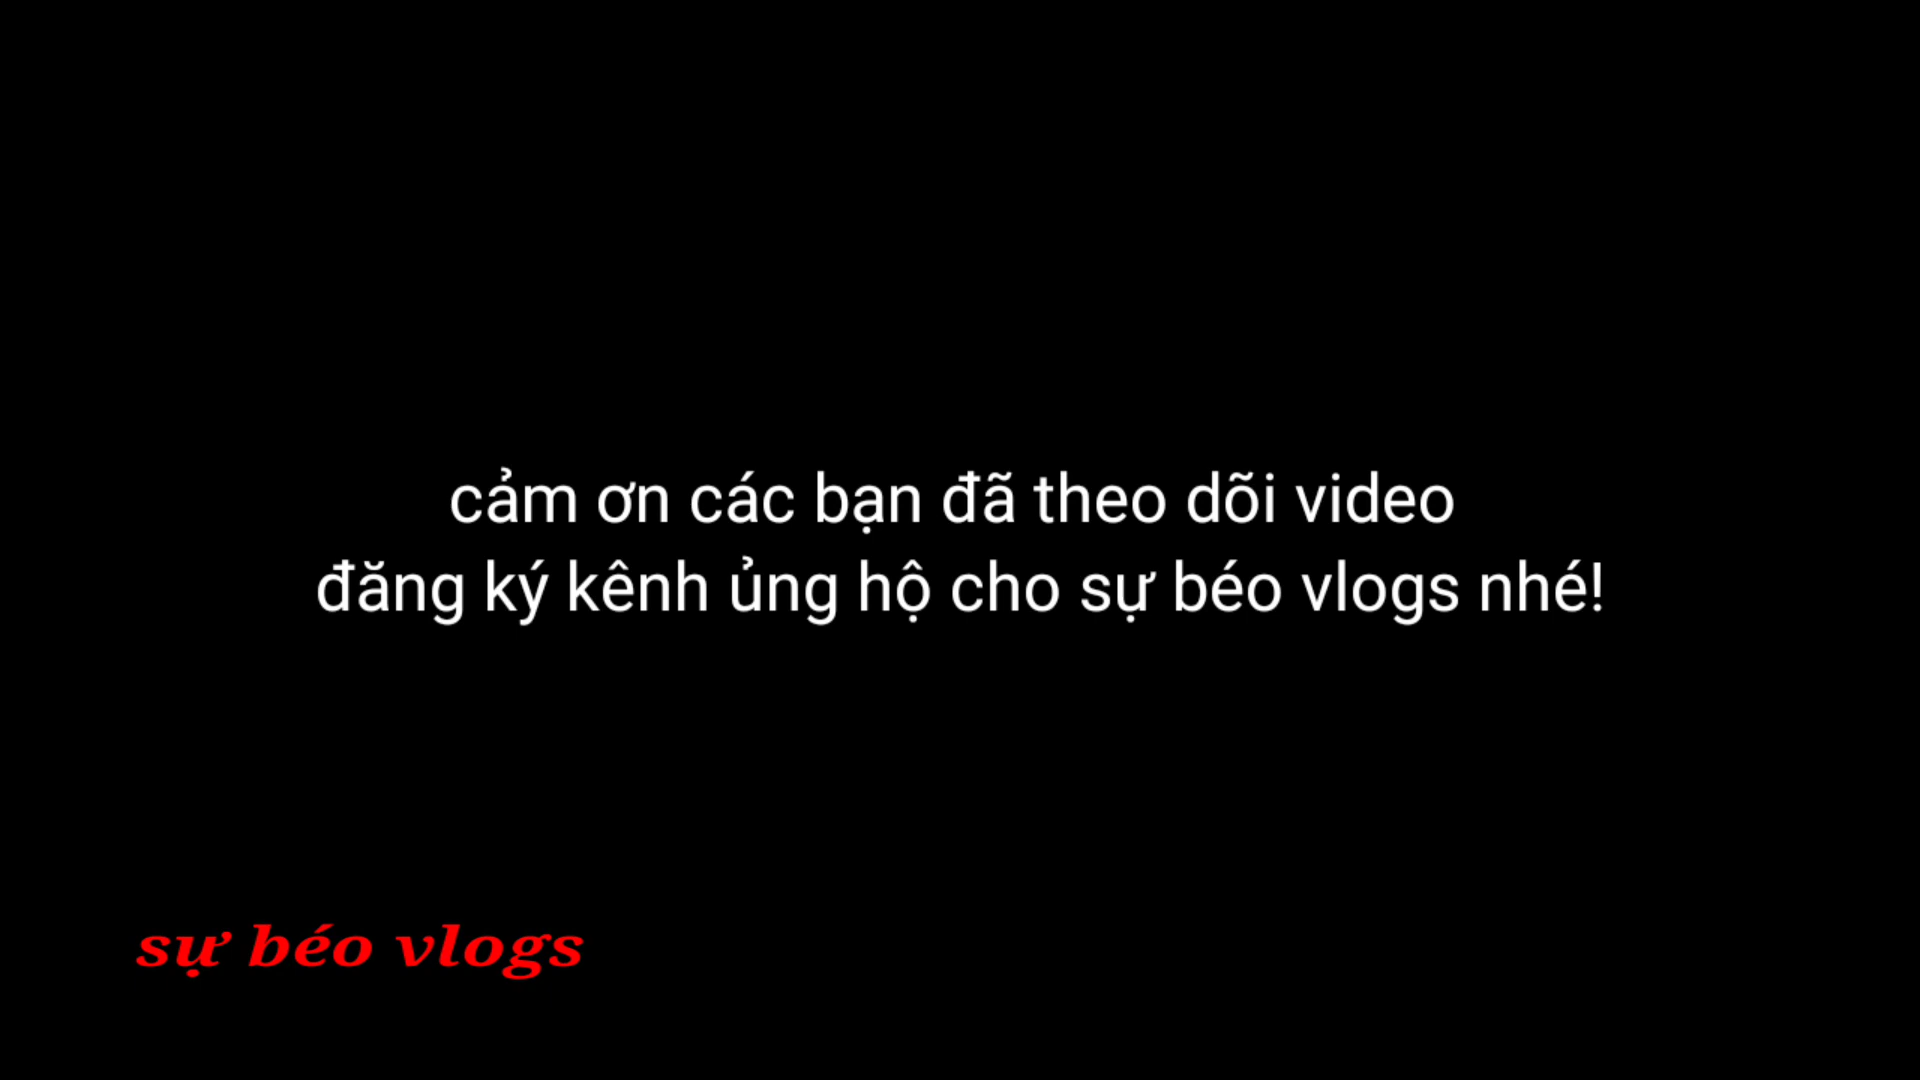 cảm ơn các bạn đã theo dõi video
đăng ký kênh ủng hộ cho sự béo vlogs nhé!
sự béo vlogs